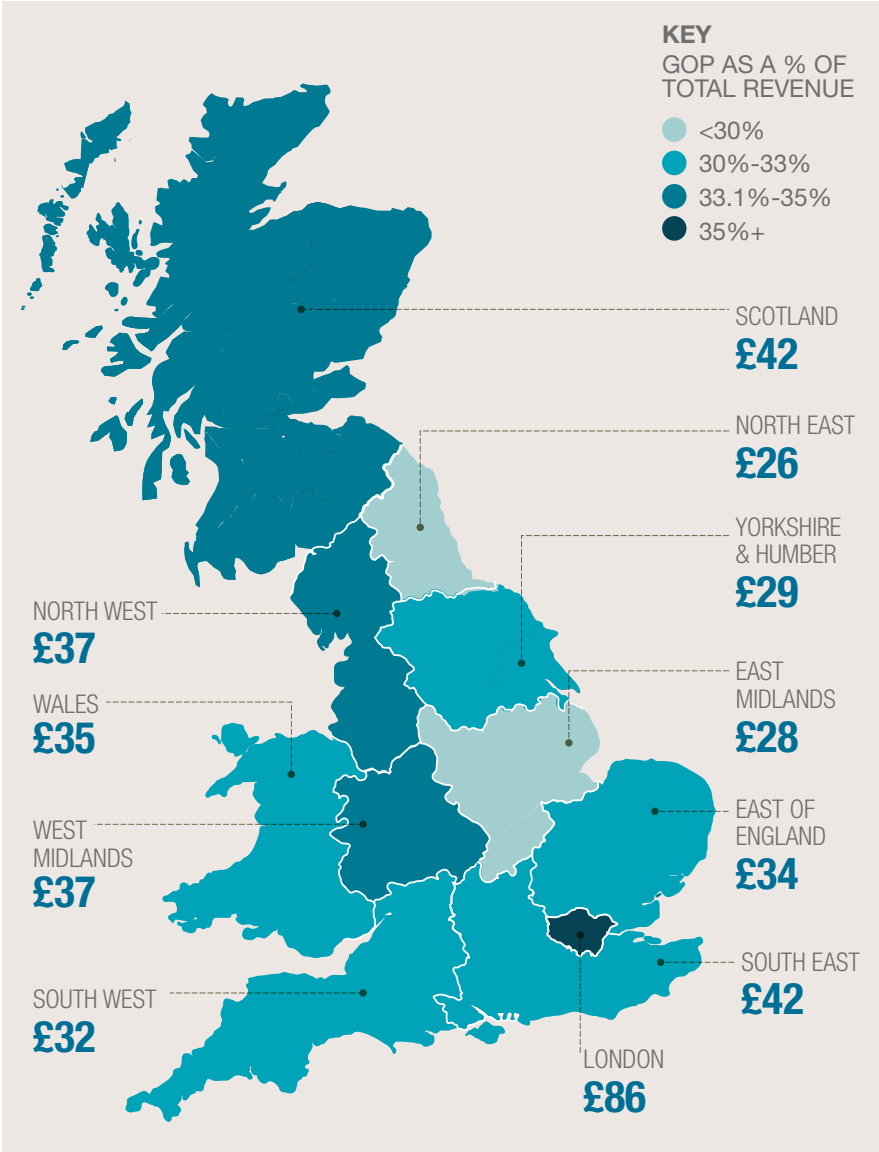 KEY
GOP AS A % OF
TOTAL REVENUE
<30%
30%-33%
33.1%-35%
35%+
SCOTLAND
£42
NORTH EAST
£26
YORKSHIRE
& HUMBER
£29
NORTH WEST
£37
EAST
MIDLANDS
£28
WALES
£35
EAST OF
ENGLAND
£34
WEST
MIDLANDS
£37
SOUTH EAST
£42
SOUTH WEST
£32
LONDON
£86